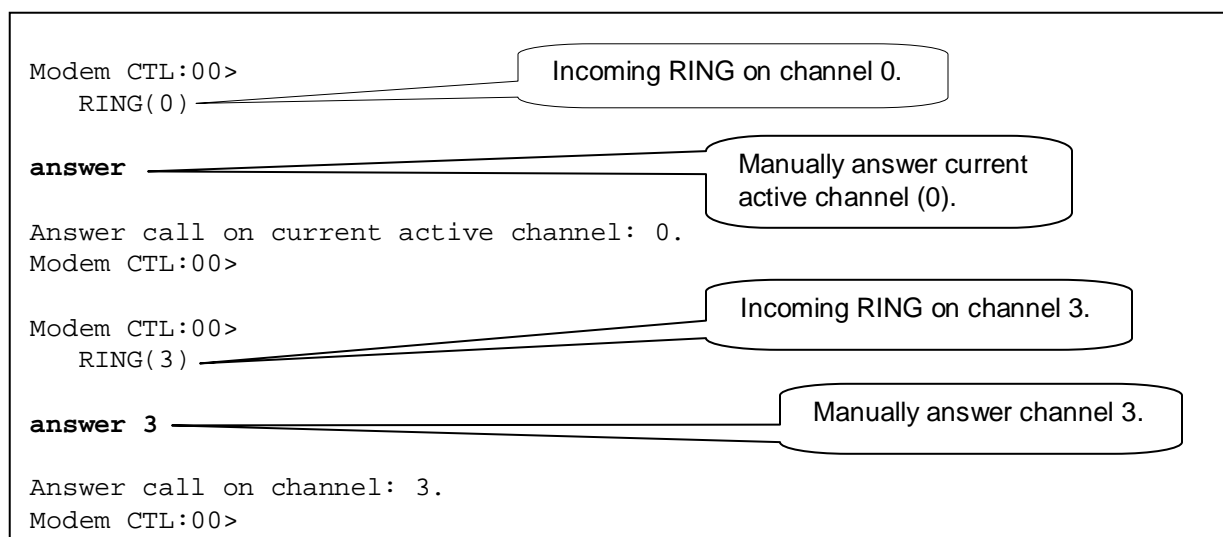 Modem CTL:00>
Incoming RING on channel 0.
RING(0)
answer
Manually answer current
active channel (0).
Answer call on current active channel: 0.
Modem CTL:00>
Incoming RING on channel 3.
Modem CTL:00>
RING(3)
answer 3
Manually answer channel 3.
Answer call on channel: 3.
Modem CTL:00>